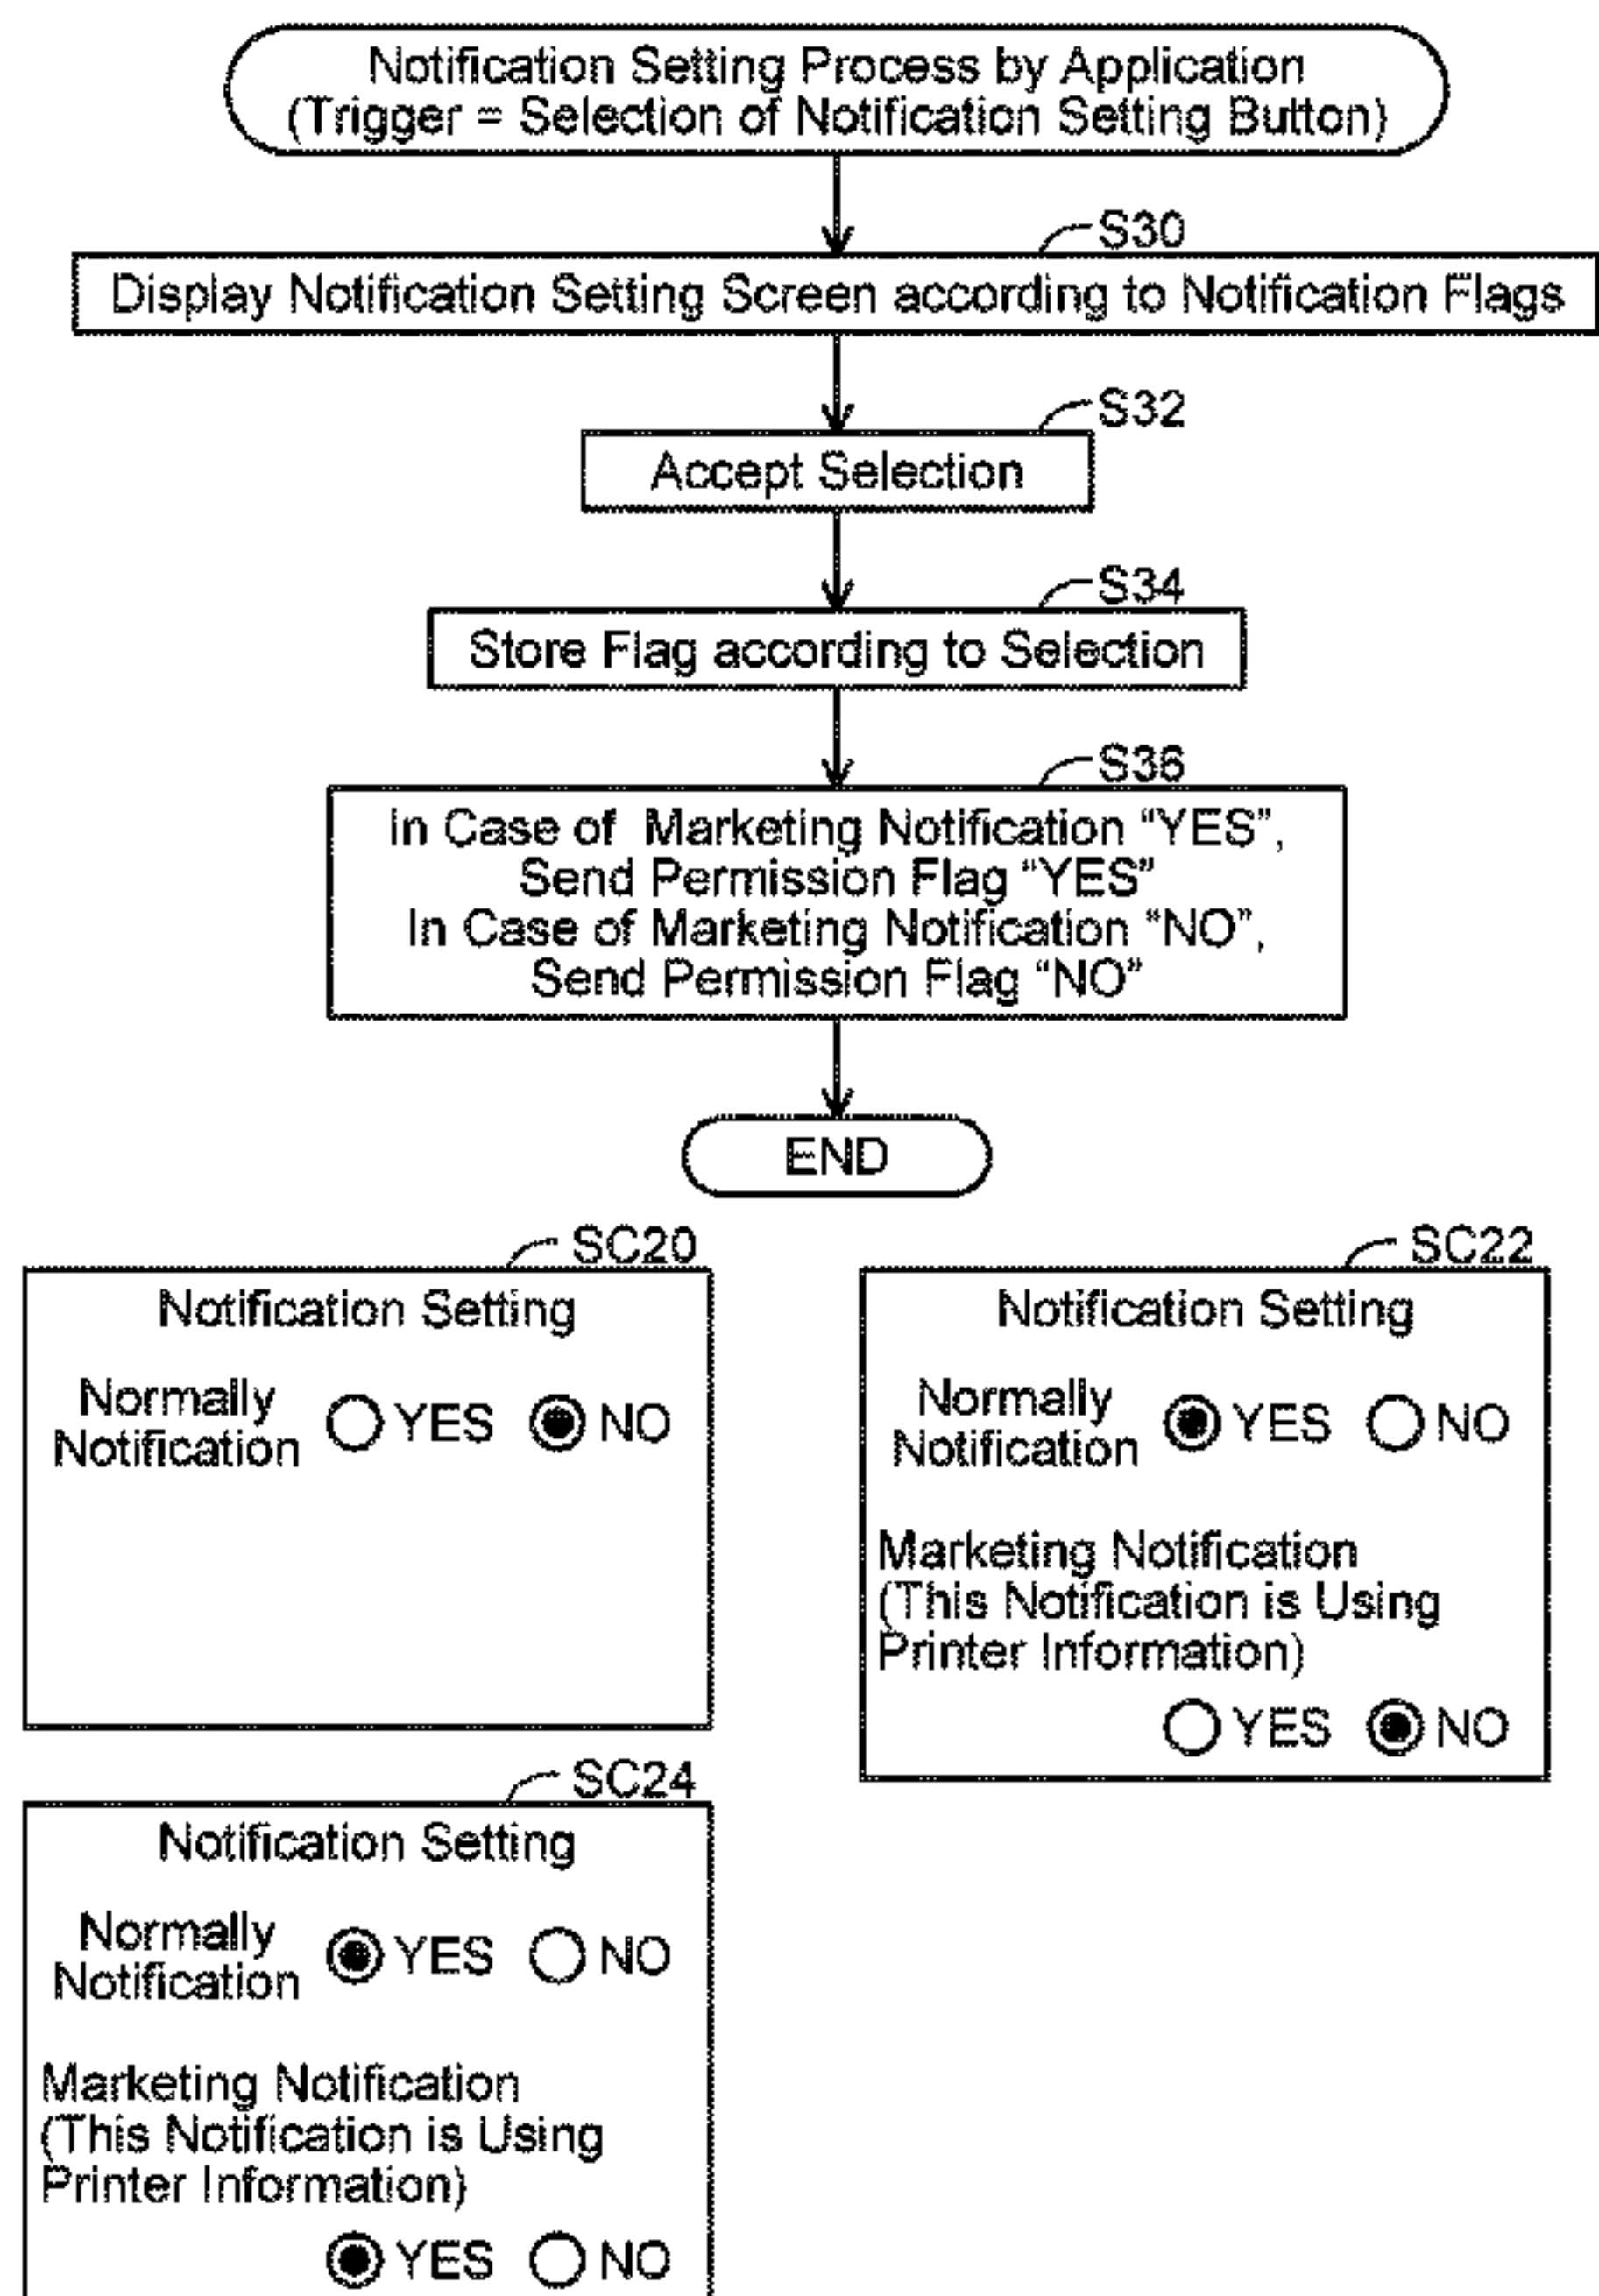 Notification Setting Process by Application
(Trigger = Selection of Notification Setting Button)
S30
Display Notification Setting Screen according to Notification Flags
S32
Accept Selection
S34
Store Flag according to Selection
S36
In Case of Marketing Notification “YES”,
Send Permission Flag “YES”
In Case of Marketing Notification “NO”,
Send Permission Flag “NO”
END
SC20
Notification Setting
Normally
Notification
YES NO
SC22
Notification Setting
Normally
Notification
YES NO
Marketing Notification
(This Notification is Using
Printer Information)
YES NO
SC24
Notification Setting
Normally
Notification
YES NO
Marketing Notification
(This Notification is Using
Printer Information)
YES NO